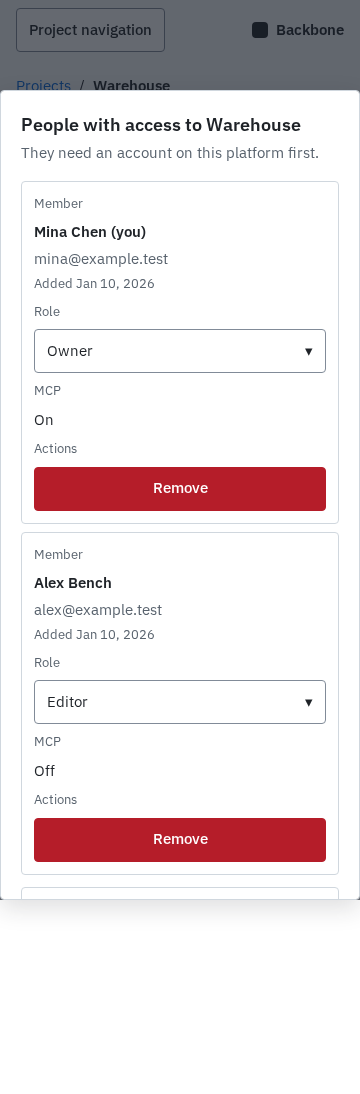 Project navigation
Backbone
Projects / Warehouse
People with access to Warehouse
They need an account on this platform first.
Member
Mina Chen (you)
mina@example.test
Added Jan 10, 2026
Role
Owner
MCP
On
Actions
Remove
Member
Alex Bench
alex@example.test
Added Jan 10, 2026
Role
Editor
MCP
Off
Actions
Remove